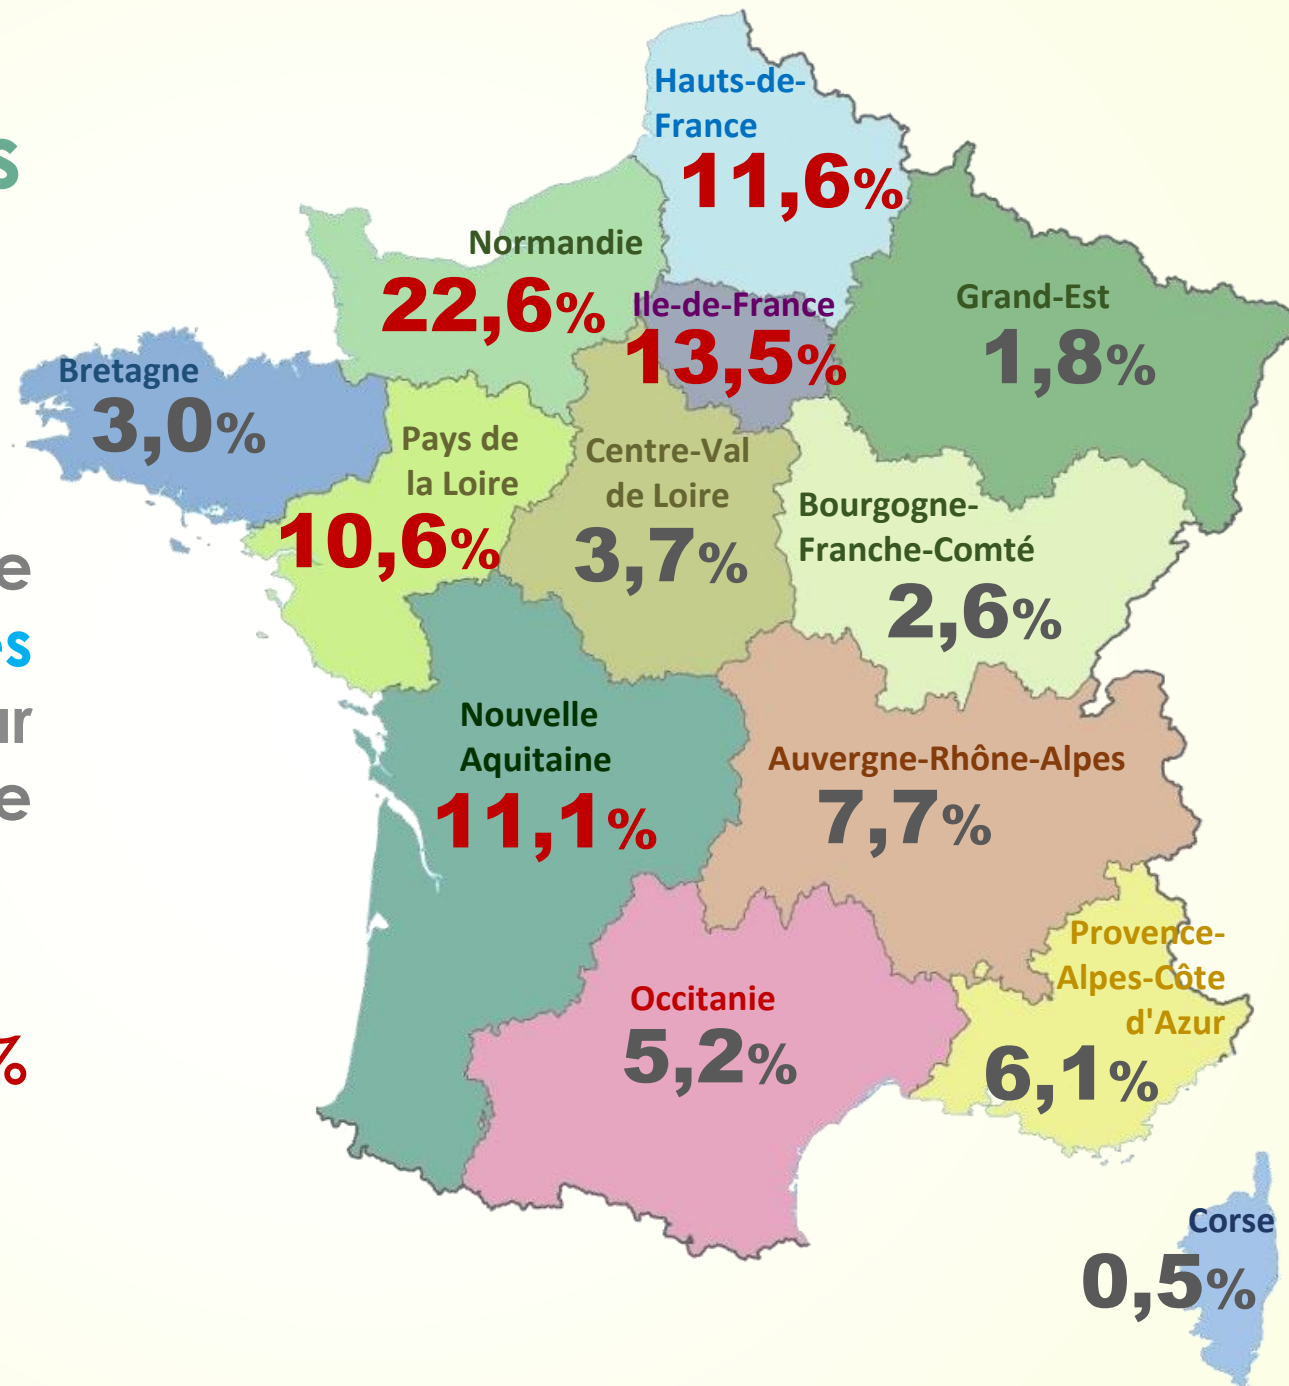 Hauts-de-
France
11,6%
Normandie
22,6%
Ile-de-France
13,5%
Grand-Est
1,8%
Bretagne
3,0%
Pays de
la Loire
10,6%
Centre-Val
de Loire
3,7%
Bourgogne-
Franche-Comté
2,6%
Nouvelle
Aquitaine
11,1%
Auvergne-Rhône-Alpes
7,7%
Provence-
Alpes-Côte
d'Azur
6,1%
Occitanie
5,2%
Corse
0,5%
%